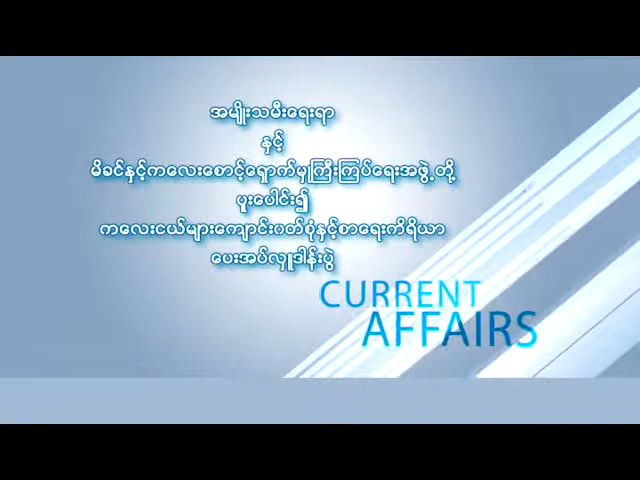 အမျိုးသမီးရေးရာ
နှင့်
မိခင်နှင့်ကလေးစောင့်ရှောက်မှုကြီးကြပ်ရေးအဖွဲ့တို့
ပူးပေါင်း၍
ကလေးငယ်များကျောင်းဝတ်စုံနှင့်စာရေးကိရိယာ
ပေးအပ်လှူဒါန်းပွဲ
CURRENT
AFFAIRS